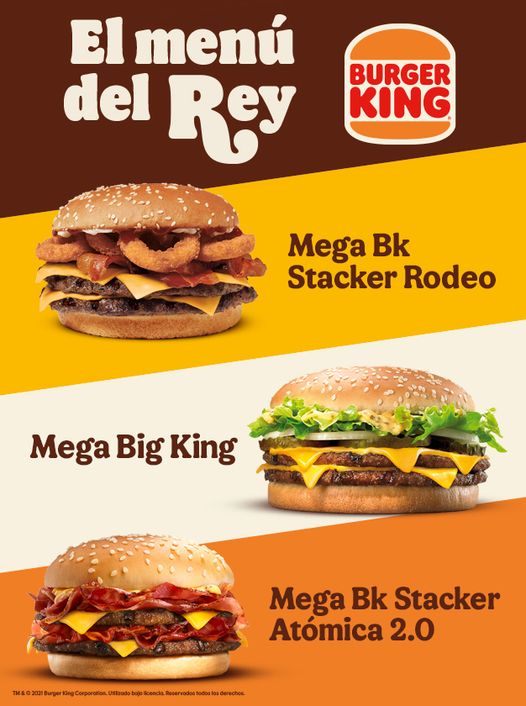 El menú
del Rey
BURGER
KING
Mega Bk
Stacker Rodeo
Mega Big King
Mega Bk Stacker
Atómica 2.0
TM & © 2021 Burger King Corporation. Utilizado bajo licencia. Reservados todos los derechos.